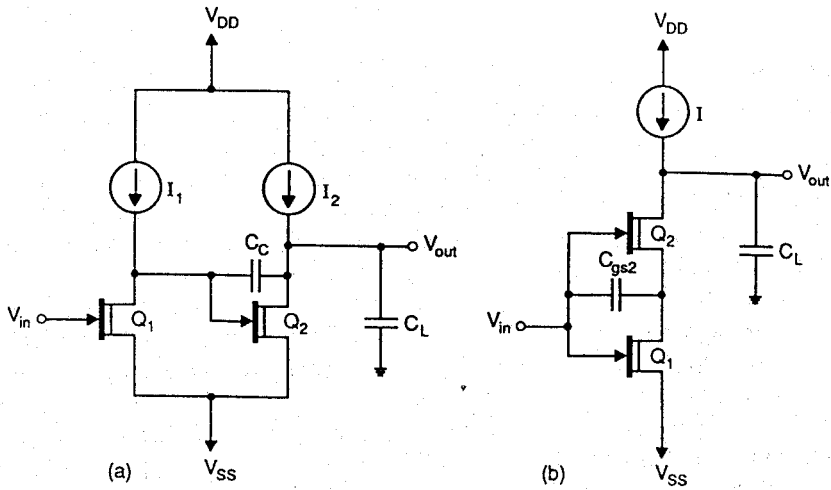 V_DD
I_1
I_2
C_C
V_out
V_in
Q_1
Q_2
C_L
V_SS
(a)
V_DD
I
V_out
Q_2
C_gs2
C_L
V_in
Q_1
V_SS
(b)